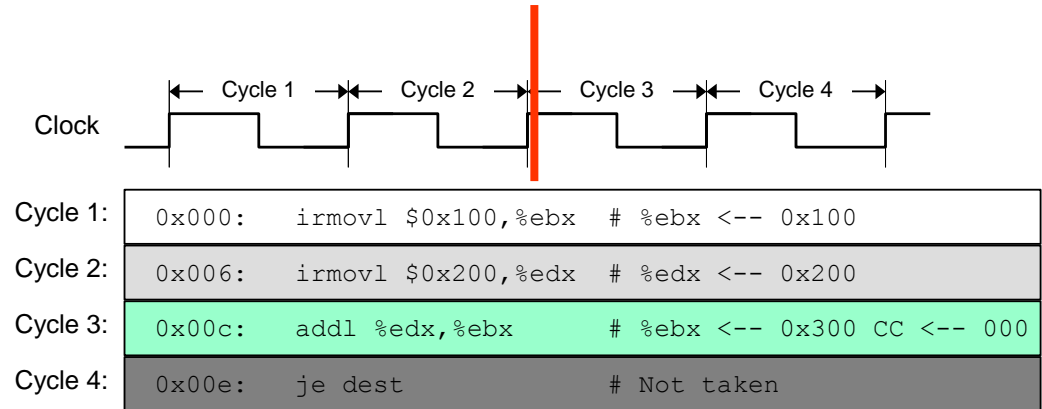 Cycle 1 Cycle 2 Cycle 3 Cycle 4
Clock
Cycle 1: 0x000: irmovl $0x100,%ebx # %ebx <-- 0x100
Cycle 2: 0x006: irmovl $0x200,%edx # %edx <-- 0x200
Cycle 3: 0x00c: addl %edx,%ebx # %ebx <-- 0x300 CC <-- 000
Cycle 4: 0x00e: je dest # Not taken